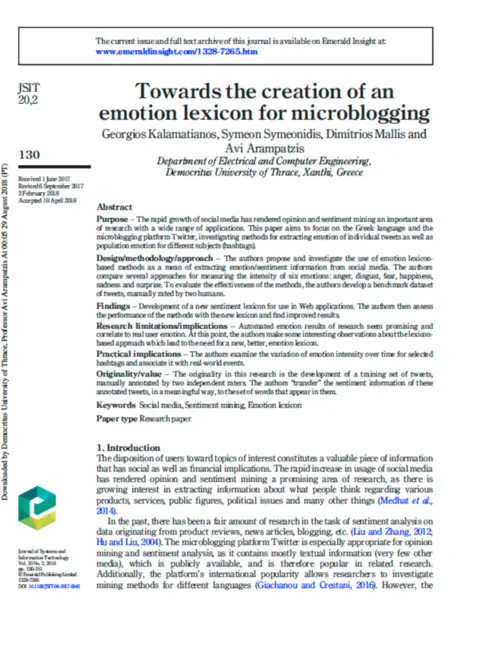 The current issue and full text archive of this journal is available on Emerald Insight at:
www.emeraldinsight.com/1328-7265.htm
JSIT
20,2
130
Received 1 June 2017
Revised 6 September 2017
2 February 2018
Accepted 10 April 2018
Towards the creation of an
emotion lexicon for microblogging
Georgios Kalamatianos, Symeon Symeonidis, Dimitrios Mallis and
Avi Arampatzis
Department of Electrical and Computer Engineering,
Democritus University of Thrace, Xanthi, Greece
Abstract
Purpose – The rapid growth of social media has rendered opinion and sentiment mining an important area
of research with a wide range of applications. This paper aims to focus on the Greek language and the
microblogging platform Twitter, investigating methods for extracting emotion of individual tweets as well as
population emotion for different subjects (hashtags).
Design/methodology/approach – The authors propose and investigate the use of emotion lexicon-
based methods as a mean of extracting emotion/sentiment information from social media. The authors
compare several approaches for measuring the intensity of six emotions: anger, disgust, fear, happiness,
sadness and surprise. To evaluate the effectiveness of the methods, the authors develop a benchmark dataset
of tweets, manually rated by two humans.
Findings – Development of a new sentiment lexicon for use in Web applications. The authors then assess
the performance of the methods with the new lexicon and find improved results.
Research limitations/implications – Automated emotion results of research seem promising and
correlate to real user emotion. At this point, the authors make some interesting observations about the lexicon-
based approach which lead to the need for a new, better, emotion lexicon.
Practical implications – The authors examine the variation of emotion intensity over time for selected
hashtags and associate it with real-world events.
Originality/value – The originality in this research is the development of a training set of tweets,
manually annotated by two independent raters. The authors "transfer" the sentiment information of these
annotated tweets, in a meaningful way, to the set of words that appear in them.
Keywords Social media, Sentiment mining, Emotion lexicon
Paper type Research paper
1. Introduction
The disposition of users toward topics of interest constitutes a valuable piece of information
that has social as well as financial implications. The rapid increase in usage of social media
has rendered opinion and sentiment mining a promising area of research, as there is
growing interest in extracting information about what people think regarding various
products, services, public figures, political issues and many other things (Medhat et al.,
2014).
In the past, there has been a fair amount of research in the task of sentiment analysis on
data originating from product reviews, news articles, blogging, etc. (Liu and Zhang, 2012;
Hu and Liu, 2004). The microblogging platform Twitter is especially appropriate for opinion
mining and sentiment analysis, as it contains mostly textual information (very few other
media), which is publicly available, and is therefore popular in related research.
Additionally, the platform's international popularity allows researchers to investigate
mining methods for different languages (Giachanou and Crestani, 2016). However, the
Journal of Systems and
Information Technology
Vol. 20 No. 2, 2018
pp. 130-151
© Emerald Publishing Limited
1328-7265
DOI
Downloaded by Democritus University of Thrace, Professor Avi Arampatzis At 00:05 29 August 2018 (PT)